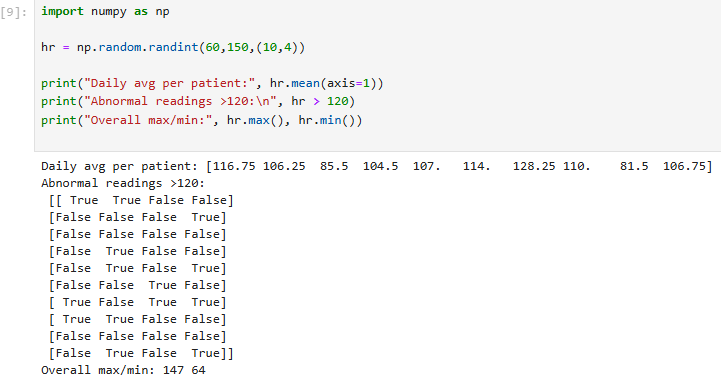 [9]: import numpy as np
hr = np.random.randint(60,150,(10,4))
print("Daily avg per patient:", hr.mean(axis=1))
print("Abnormal readings >120:\n", hr > 120)
print("Overall max/min:", hr.max(), hr.min())
Daily avg per patient: [116.75 106.25  85.5  104.5  107.   114.   128.25 110.    81.5  106.75]
Abnormal readings >120:
 [[ True  True False False]
 [False False False  True]
 [False False False False]
 [False  True False False]
 [False  True False  True]
 [False False  True False]
 [ True False  True  True]
 [ True False  True False]
 [False False False False]
 [False  True False  True]]
Overall max/min: 147 64